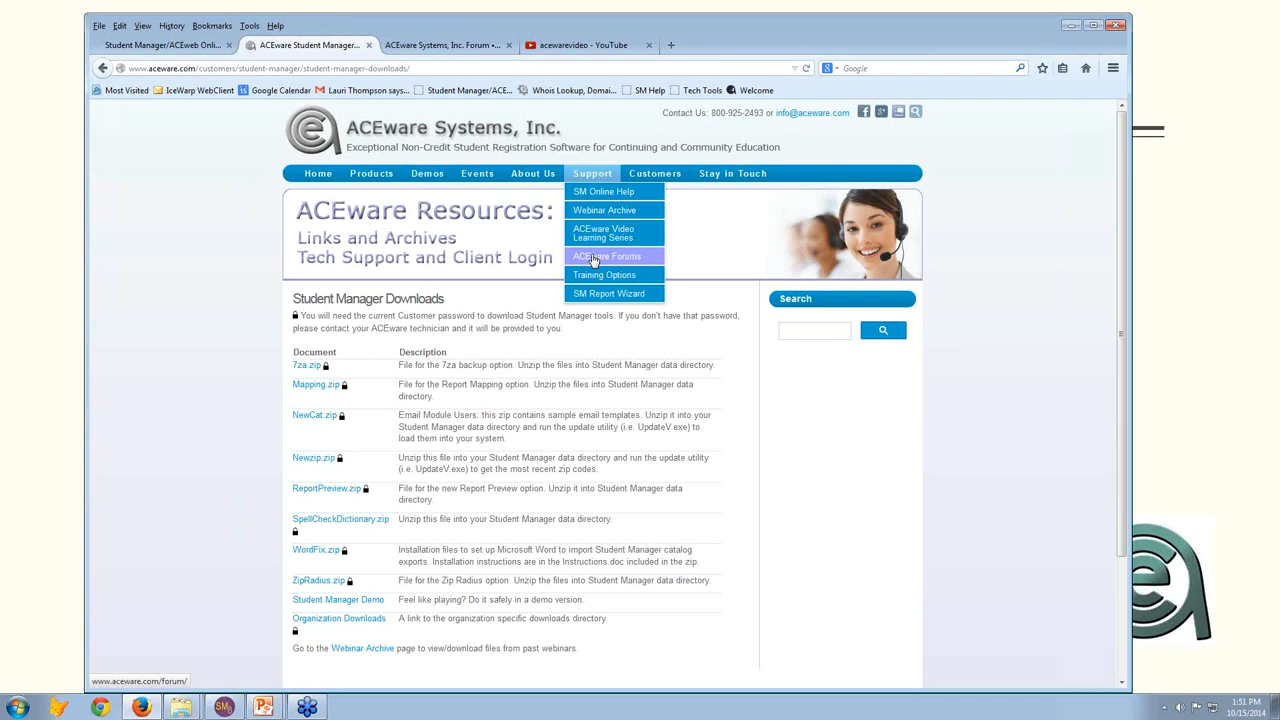 File Edit View History Bookmarks Tools Help
Student Manager/ACEweb Onli... ACEware Student Manager... ACEware Systems, Inc. Forum •... acewarevideo - YouTube
www.aceware.com/customers/student-manager/student-manager-downloads/ Google
Most Visited IceWarp WebClient Google Calendar Lauri Thompson says... Student Manager/ACE... Whois Lookup, Domai... SM Help Tech Tools Welcome
Contact Us: 800-925-2493 or info@aceware.com
ACEware Systems, Inc.
Exceptional Non-Credit Student Registration Software for Continuing and Community Education
Home Products Demos Events About Us Support Customers Stay in Touch
SM Online Help
Webinar Archive
ACEware Video
Learning Series
ACEware Forums
Training Options
SM Report Wizard
ACEware Resources:
Links and Archives
Tech Support and Client Login
Student Manager Downloads
You will need the current Customer password to download Student Manager tools. If you don't have that password,
please contact your ACEware technician and it will be provided to you.
Document Description
7za.zip File for the 7za backup option. Unzip the files into Student Manager data directory.
Mapping.zip File for the Report Mapping option. Unzip the files into Student Manager data
directory.
NewCat.zip Email Module Users: this zip contains sample email templates. Unzip it into your
Student Manager data directory and run the update utility (i.e. UpdateV.exe) to
load them into your system.
Newzip.zip Unzip this file into your Student Manager data directory and run the update utility
(i.e. UpdateV.exe) to get the most recent zip codes.
ReportPreview.zip File for the new Report Preview option. Unzip it into Student Manager data
directory.
SpellCheckDictionary.zip Unzip this file into your Student Manager data directory.
WordFix.zip Installation files to set up Microsoft Word to import Student Manager catalog
exports. Installation instructions are in the Instructions.doc included in the zip.
ZipRadius.zip File for the Zip Radius option. Unzip the files into Student Manager data directory.
Student Manager Demo Feel like playing? Do it safely in a demo version.
Organization Downloads A link to the organization specific downloads directory.
Go to the Webinar Archive page to view/download files from past webinars.
Search
www.aceware.com/forum/
1:51 PM
10/15/2014